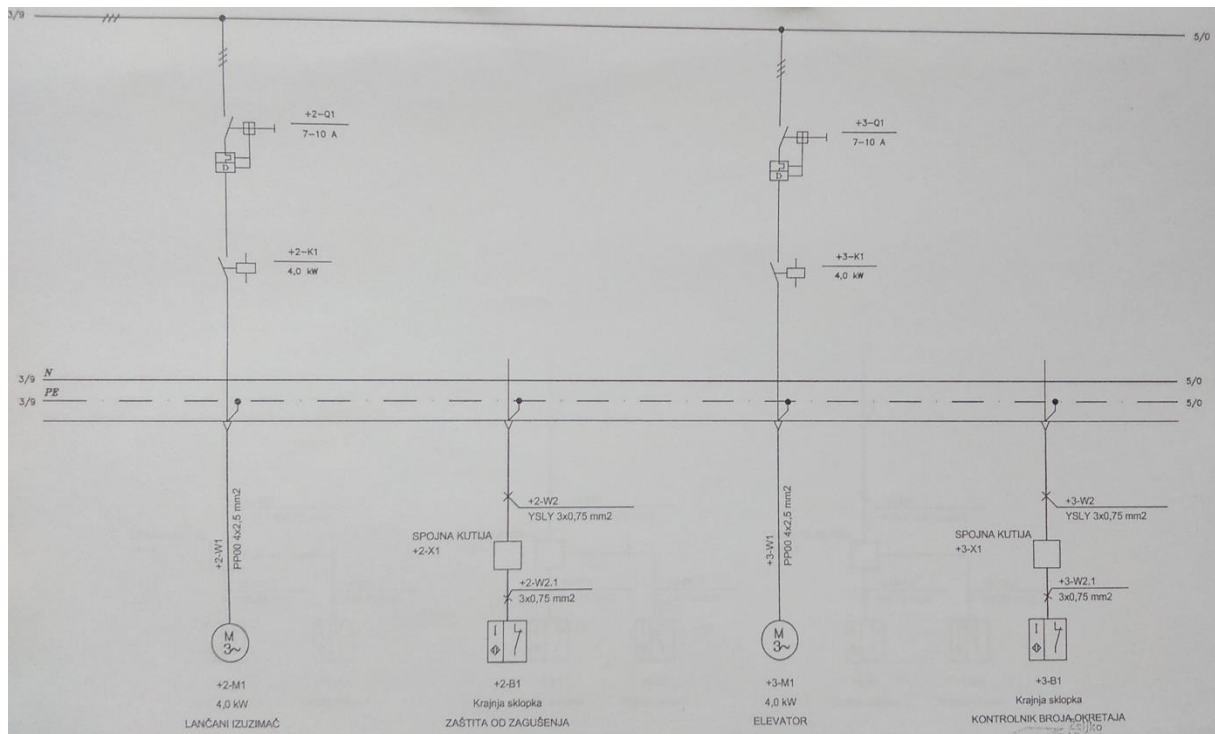 3/9
5/0
+2-Q1
7-10 A
+3-Q1
7-10 A
D
D
+2-K1
4,0 kW
+3-K1
4,0 kW
3/9 N 5/0
3/9 PE 5/0
+2-W1
PP00 4x2,5 mm2
+2-W2
YSLY 3x0,75 mm2
SPOJNA KUTIJA
+2-X1
+2-W2.1
3x0,75 mm2
+3-W1
PP00 4x2,5 mm2
+3-W2
YSLY 3x0,75 mm2
SPOJNA KUTIJA
+3-X1
+3-W2.1
3x0,75 mm2
M
3~
M
3~
+2-M1
4,0 kW
LANČANI IZUZIMAČ
+2-B1
Krajnja sklopka
ZAŠTITA OD ZAGUŠENJA
+3-M1
4,0 kW
ELEVATOR
+3-B1
Krajnja sklopka
KONTROLNIK BROJA OKRETAJA